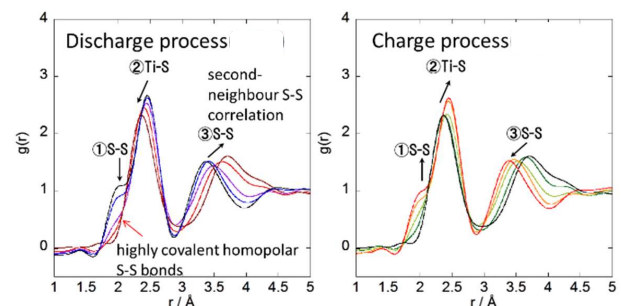 Discharge process
②Ti-S
second-
neighbour S-S
correlation
①S-S
③S-S
highly covalent homopolar
S-S bonds
g(r)
4
3
2
1
0
1 1.5 2 2.5 3 3.5 4 4.5 5
r / Å
Charge process
②Ti-S
①S-S
③S-S
g(r)
4
3
2
1
0
1 1.5 2 2.5 3 3.5 4 4.5 5
r / Å